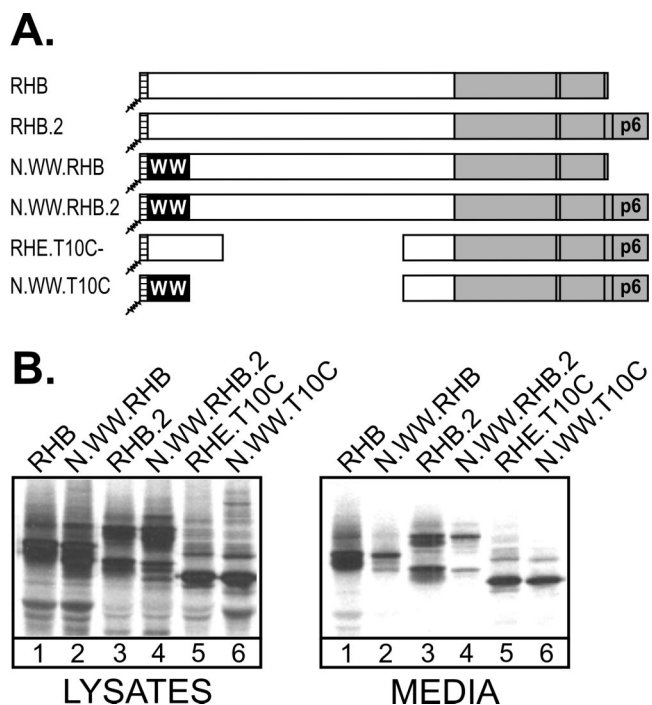 A.
RHB
RHB.2 p6
N.WW.RHB WW
N.WW.RHB.2 WW p6
RHE.T10C- p6
N.WW.T10C WW p6
B.
RHB N.WW.RHB RHB.2 N.WW.RHB.2 RHE.T10C N.WW.T10C
RHB N.WW.RHB RHB.2 N.WW.RHB.2 RHE.T10C N.WW.T10C
1 2 3 4 5 6
1 2 3 4 5 6
LYSATES
MEDIA